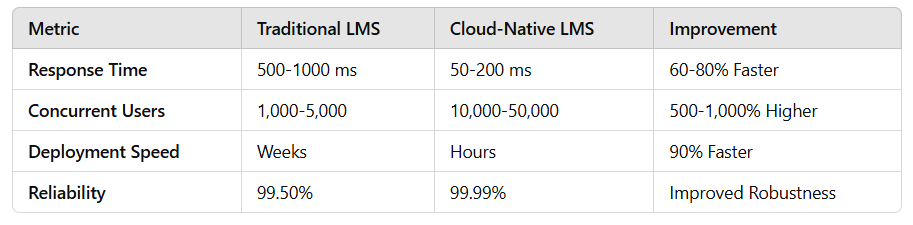 Metric Traditional LMS Cloud-Native LMS Improvement
Response Time 500-1000 ms 50-200 ms 60-80% Faster
Concurrent Users 1,000-5,000 10,000-50,000 500-1,000% Higher
Deployment Speed Weeks Hours 90% Faster
Reliability 99.50% 99.99% Improved Robustness